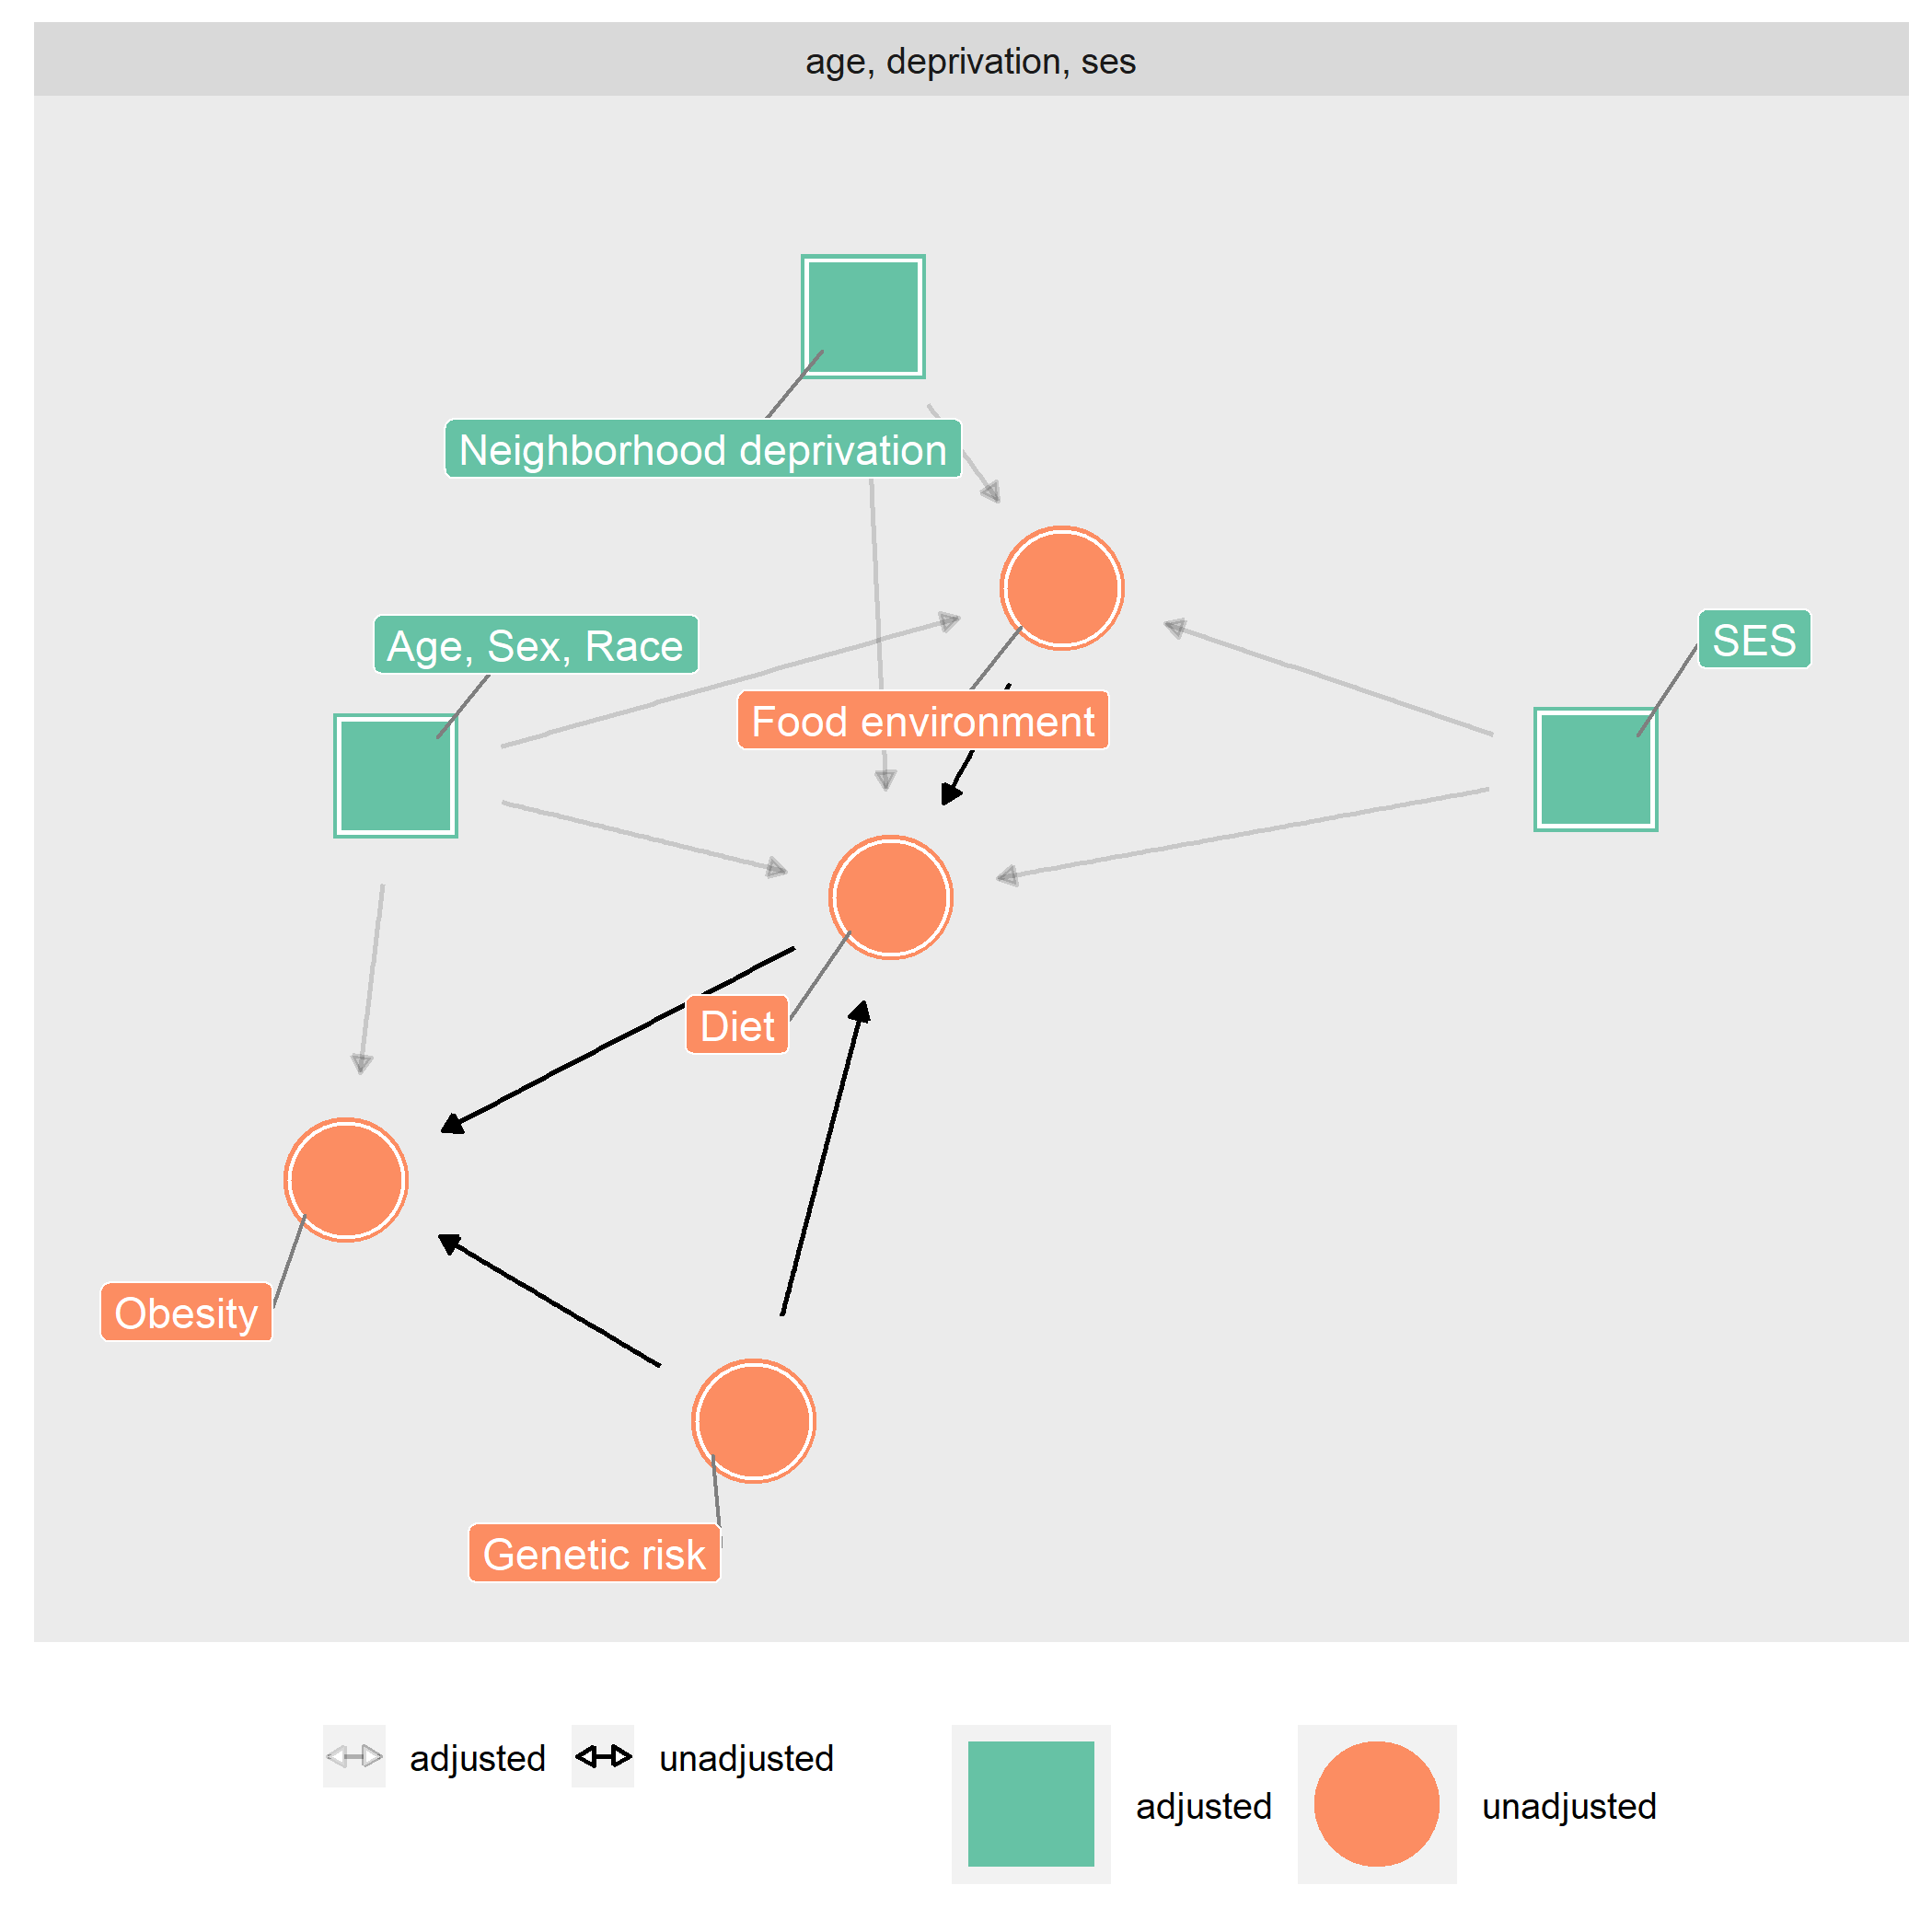 age, deprivation, ses
Neighborhood deprivation
Age, Sex, Race
SES
Food environment
Diet
Obesity
Genetic risk
adjusted
unadjusted
adjusted
unadjusted